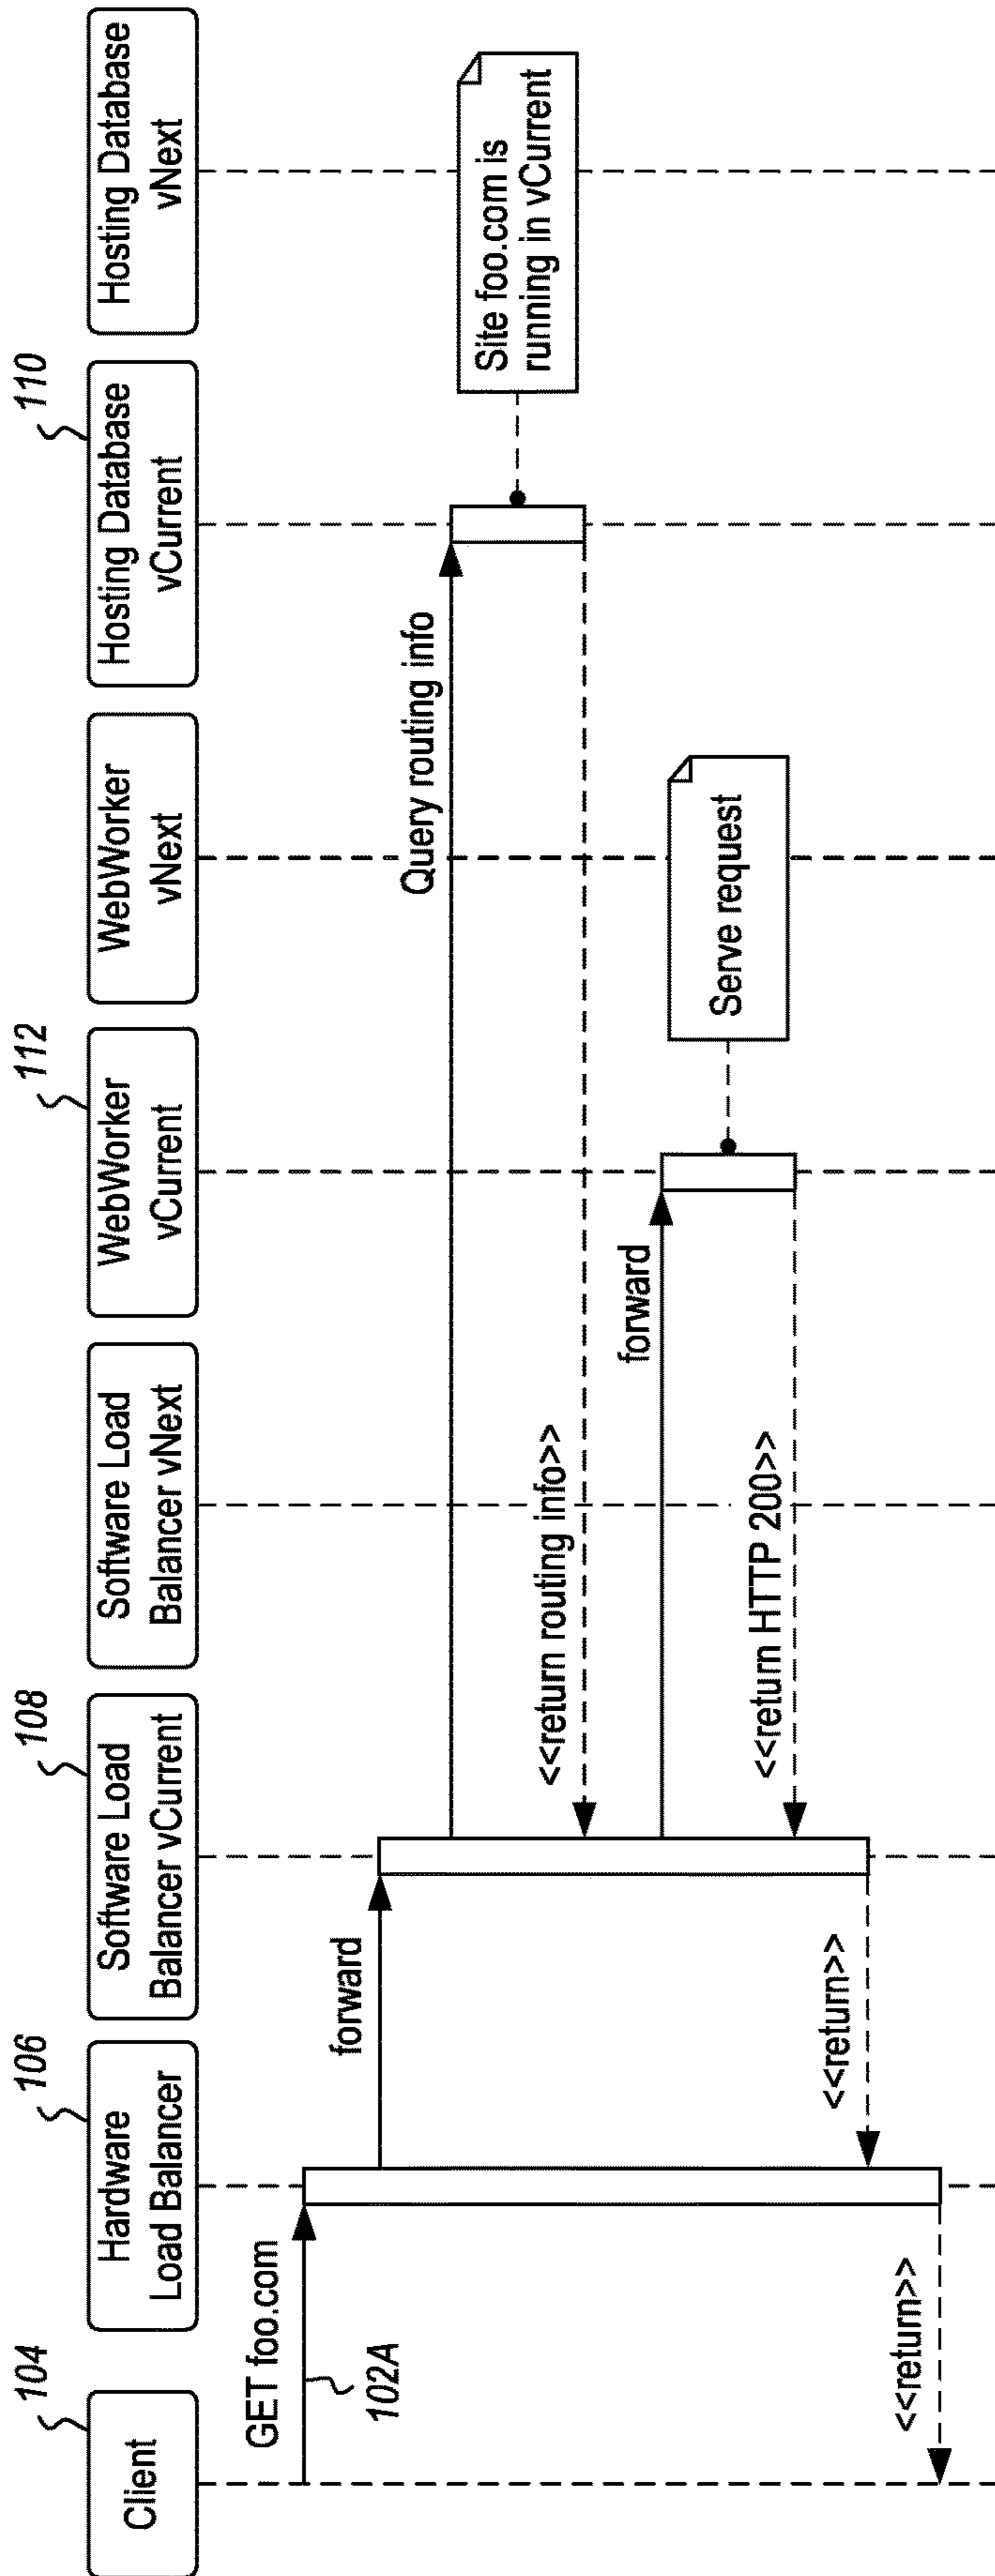 104
Client
106
Hardware
Load Balancer
108
Software Load
Balancer vCurrent
Software Load
Balancer vNext
112
WebWorker
vCurrent
WebWorker
vNext
110
Hosting Database
vCurrent
Hosting Database
vNext
GET foo.com
102A
forward
Query routing info
Site foo.com is
running in vCurrent
<<return routing info>>
forward
Serve request
<<return HTTP 200>>
<<return>>
<<return>>